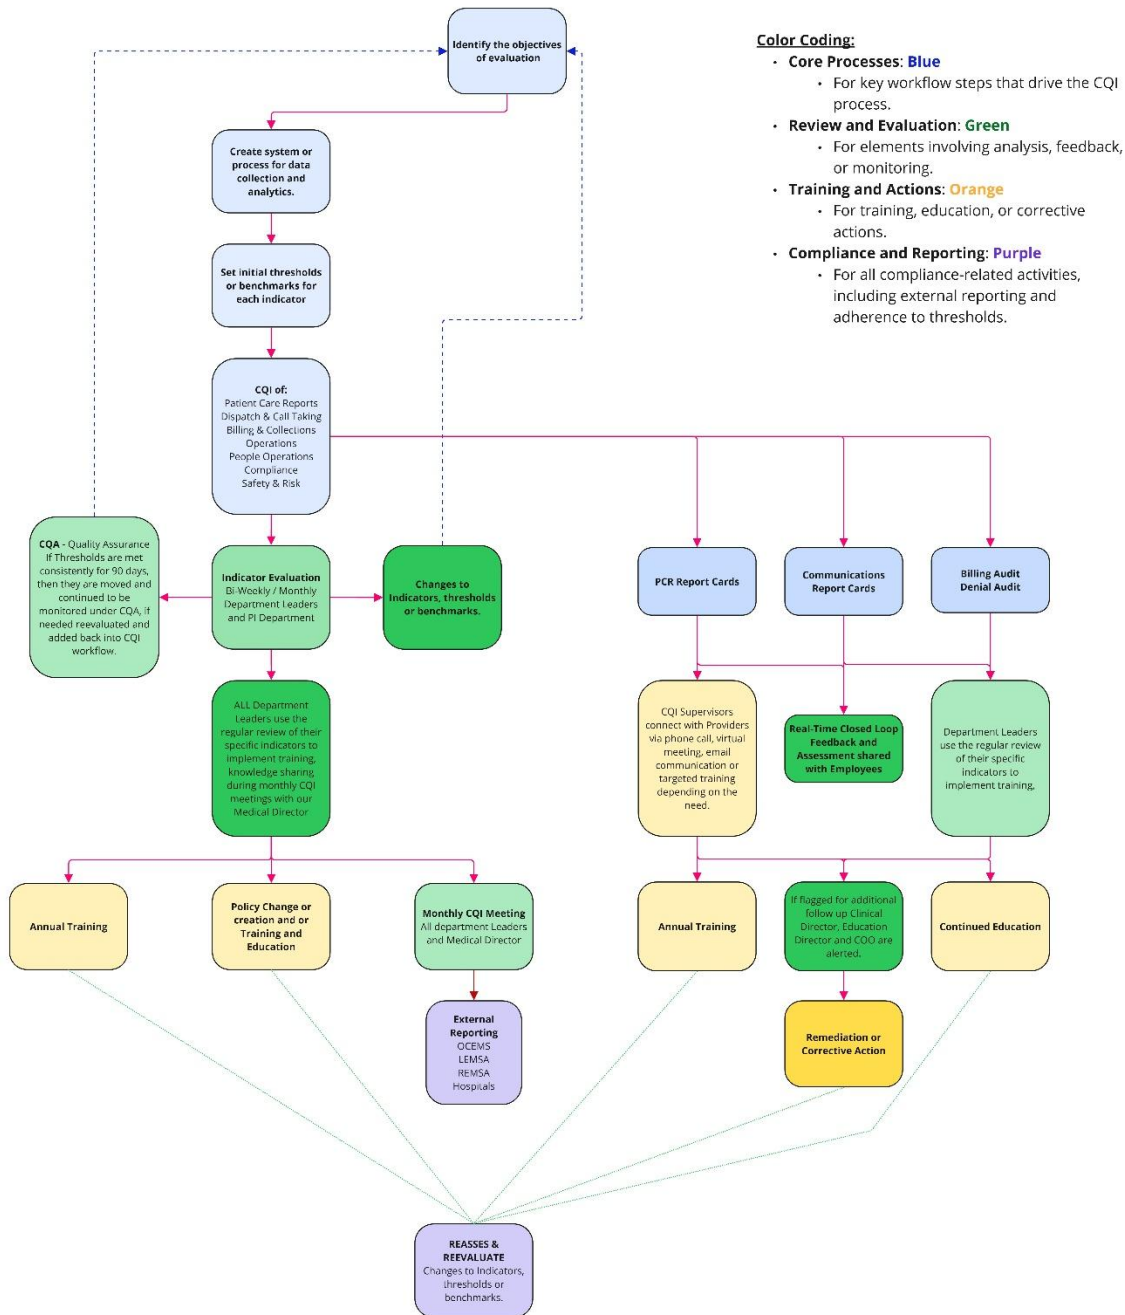 Identify the objectives
of evaluation
Color Coding:
• Core Processes: Blue
• For key workflow steps that drive the CQI
process.
• Review and Evaluation: Green
• For elements involving analysis, feedback,
or monitoring.
• Training and Actions: Orange
• For training, education, or corrective
actions.
• Compliance and Reporting: Purple
• For all compliance-related activities,
including external reporting and
adherence to thresholds.
Create system or
process for data
collection and
analytics.
Set initial thresholds
or benchmarks for
each indicator
CQI of:
Patient Care Reports
Dispatch & Call Taking
Billing & Collections
Operations
People Operations
Compliance
Safety & Risk
CQA - Quality Assurance
If Thresholds are met
consistently for 90 days,
then they are moved and
continued to be
monitored under CQA, if
needed reevaluated and
added back into CQI
workflow.
Indicator Evaluation
Bi-Weekly / Monthly
Department Leaders
and PI Department
Changes to
Indicators, thresholds
or benchmarks.
PCR Report Cards
Communications
Report Cards
Billing Audit
Denial Audit
ALL Department
Leaders use the
regular review of their
specific indicators to
implement training,
knowledge sharing
during monthly CQI
meetings with our
Medical Director
CQI Supervisors
connect with Providers
via phone call, virtual
meeting, email
communication or
targeted training
depending on the
need.
Real-Time Closed Loop
Feedback and
Assessment shared
with Employees
Department Leaders
use the regular review
of their specific
indicators to
implement training,
Annual Training
Policy Change or
creation and or
Training and
Education
Monthly CQI Meeting
All department Leaders
and Medical Director
Annual Training
If flagged for additional
follow up Clinical
Director, Education
Director and COO are
alerted.
Continued Education
External
Reporting
OCEMS
LEMSA
REMSA
Hospitals
Remediation or
Corrective Action
REASSES &
REEVALUATE
Changes to Indicators,
thresholds or
benchmarks.